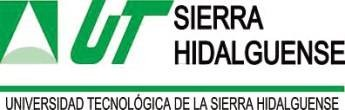 UT SIERRA
HIDALGUENSE
UNIVERSIDAD TECNOLÓGICA DE LA SIERRA HIDALGUENSE